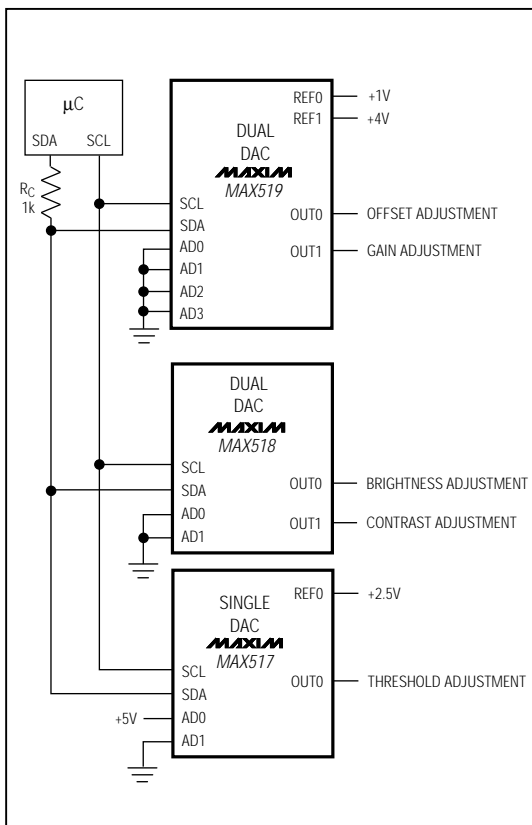 μC
SDA SCL
RC
1k
DUAL
DAC
MAXIM
MAX519
REF0 +1V
REF1 +4V
SCL
SDA
AD0
AD1
AD2
AD3
OUT0 OFFSET ADJUSTMENT
OUT1 GAIN ADJUSTMENT
DUAL
DAC
MAXIM
MAX518
SCL
SDA
AD0
AD1
OUT0 BRIGHTNESS ADJUSTMENT
OUT1 CONTRAST ADJUSTMENT
SINGLE
DAC
MAXIM
MAX517
REF0 +2.5V
SCL
SDA
+5V AD0
AD1
OUT0 THRESHOLD ADJUSTMENT